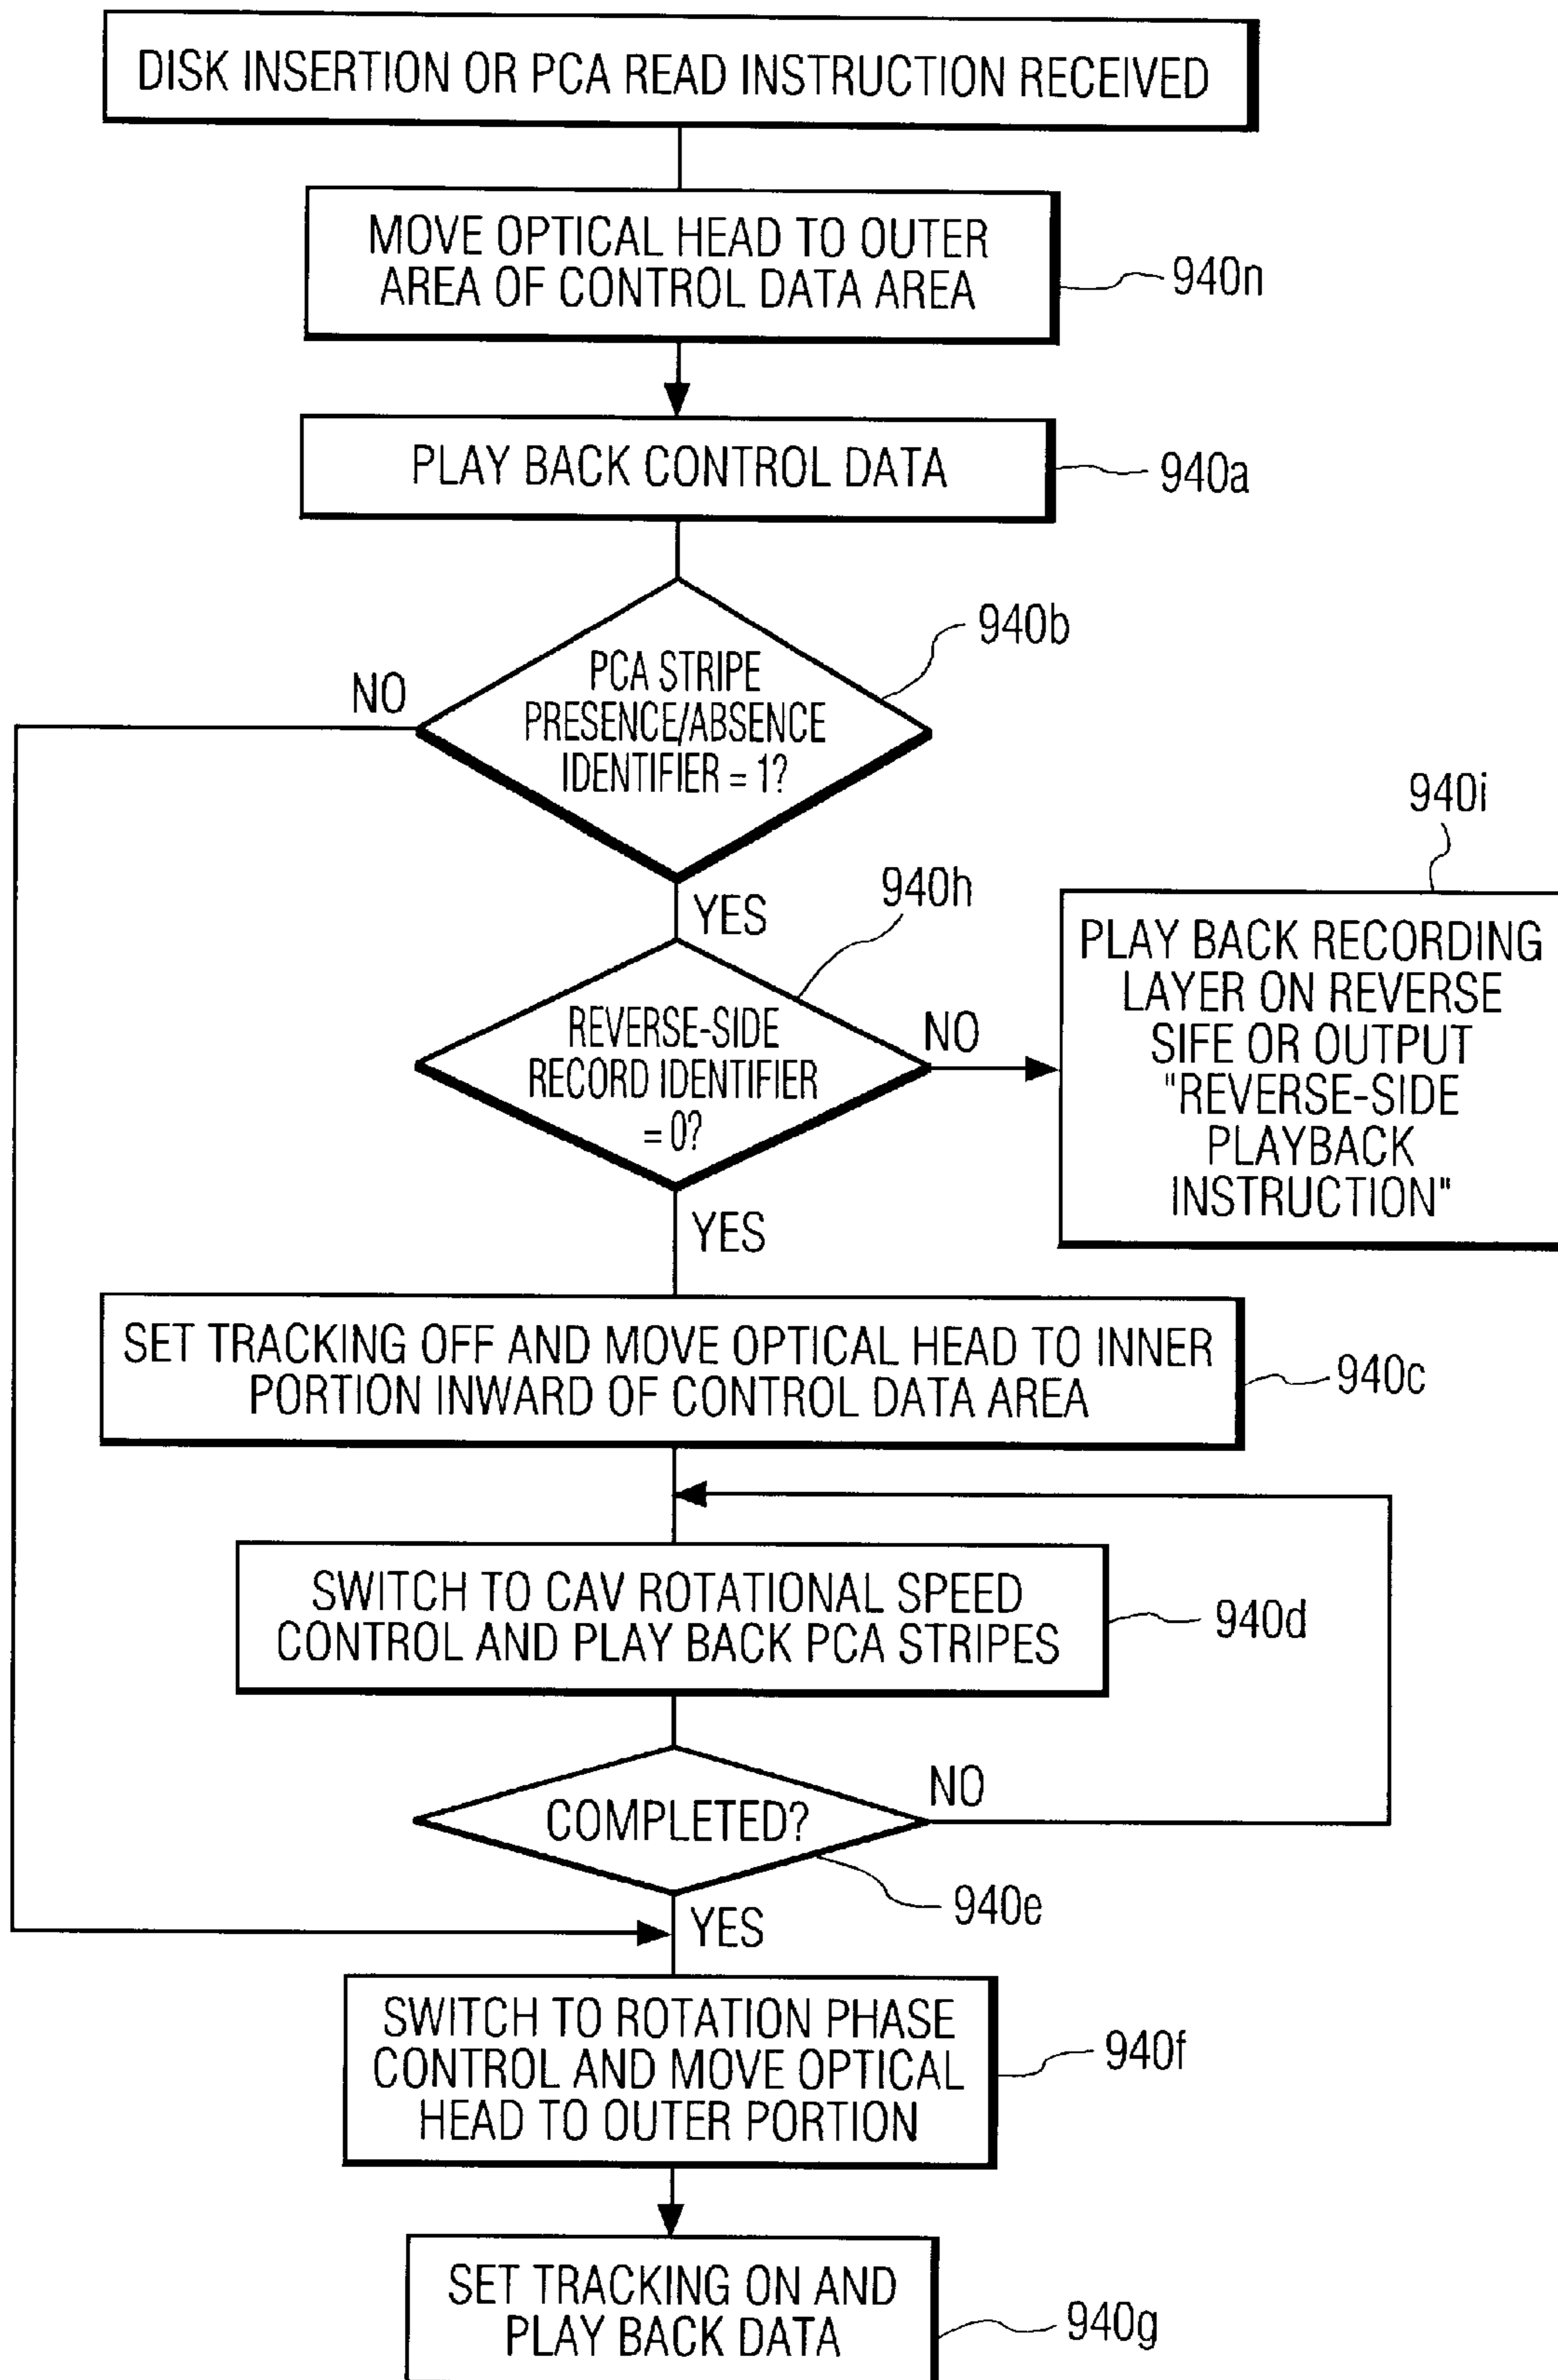 DISK INSERTION OR PCA READ INSTRUCTION RECEIVED
MOVE OPTICAL HEAD TO OUTER
AREA OF CONTROL DATA AREA
940n
PLAY BACK CONTROL DATA
940a
940b
PCA STRIPE
PRESENCE/ABSENCE
IDENTIFIER = 1?
NO
YES
940h
REVERSE-SIDE
RECORD IDENTIFIER
= 0?
NO
940i
PLAY BACK RECORDING
LAYER ON REVERSE
SIFE OR OUTPUT
"REVERSE-SIDE
PLAYBACK
INSTRUCTION"
YES
SET TRACKING OFF AND MOVE OPTICAL HEAD TO INNER
PORTION INWARD OF CONTROL DATA AREA
940c
SWITCH TO CAV ROTATIONAL SPEED
CONTROL AND PLAY BACK PCA STRIPES
940d
COMPLETED?
NO
940e
YES
SWITCH TO ROTATION PHASE
CONTROL AND MOVE OPTICAL
HEAD TO OUTER PORTION
940f
SET TRACKING ON AND
PLAY BACK DATA
940g